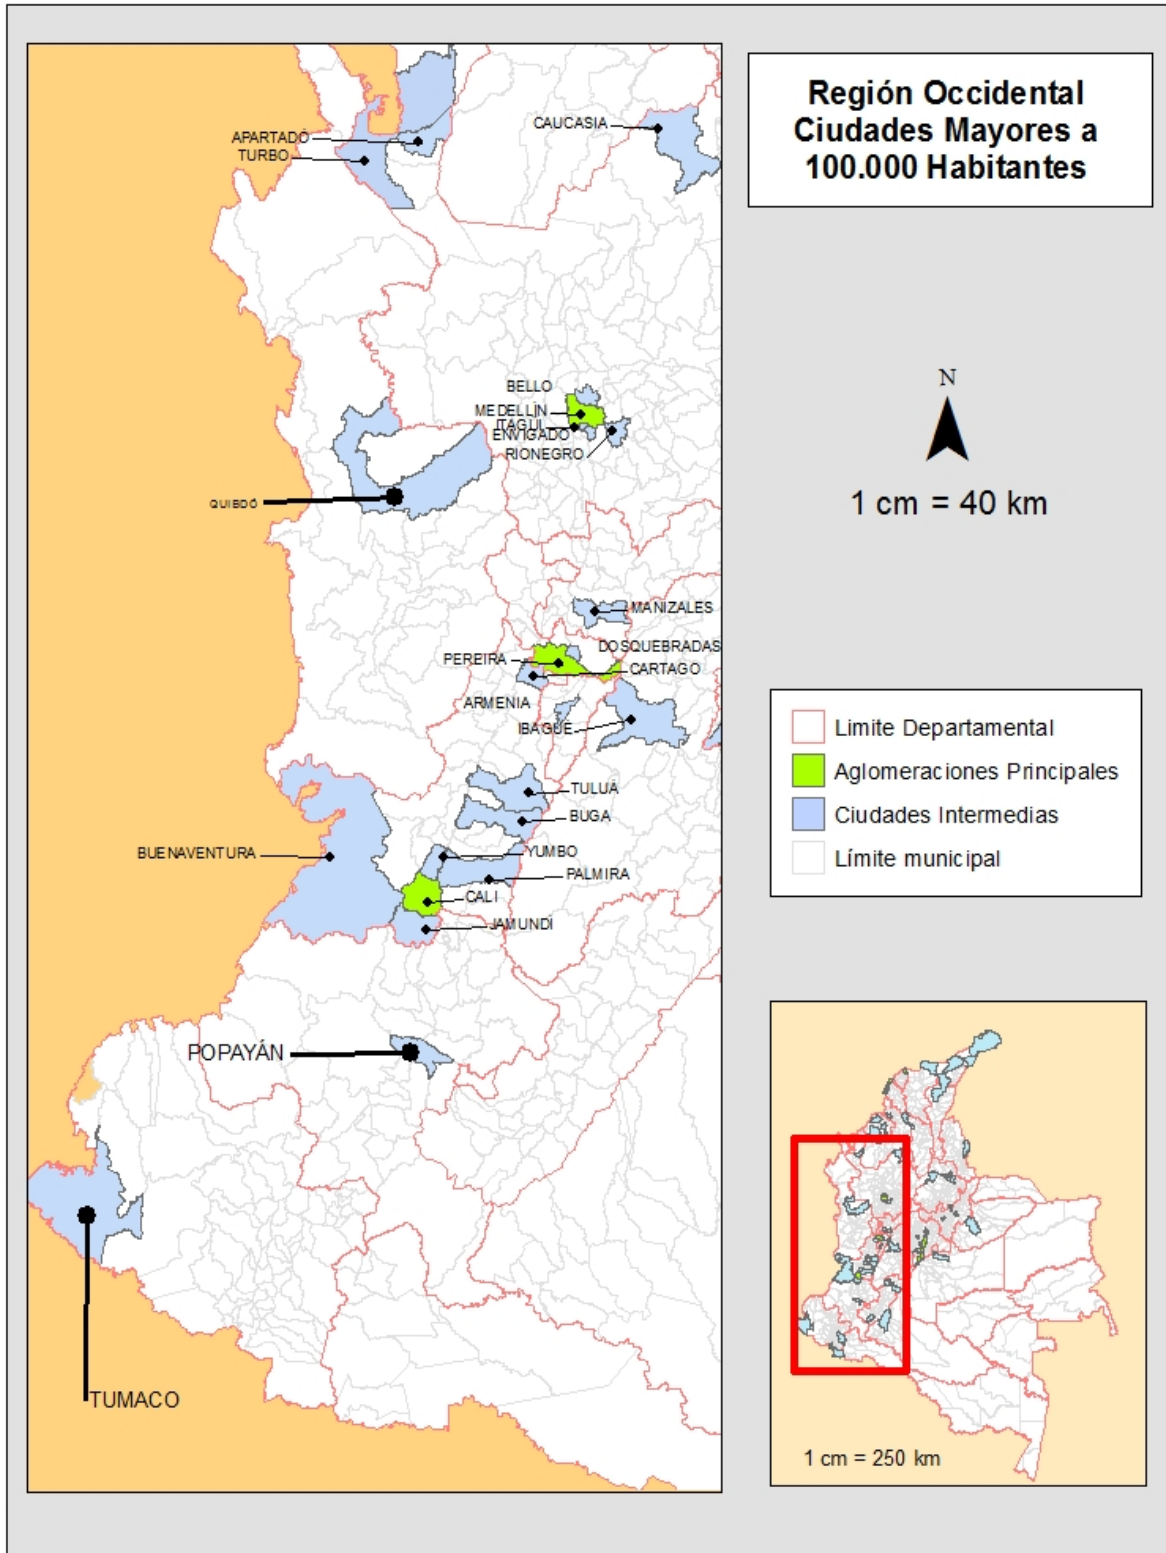 Región Occidental
Ciudades Mayores a
100.000 Habitantes
CAUCASIA
APARTADÓ
TURBO
N
1 cm = 40 km
BELLO
MEDELLÍN
ITAGUI
ENVIGADO
RIONEGRO
QUIBDÓ
MANIZALES
DOSQUEBRADAS
PEREIRA
CARTAGO
ARMENIA
IBAGUE
TULUÁ
BUGA
YUMBO
BUENAVENTURA
PALMIRA
CALI
JAMUNDÍ
POPAYÁN
TUMACO
Limite Departamental
Aglomeraciones Principales
Ciudades Intermedias
Límite municipal
1 cm = 250 km